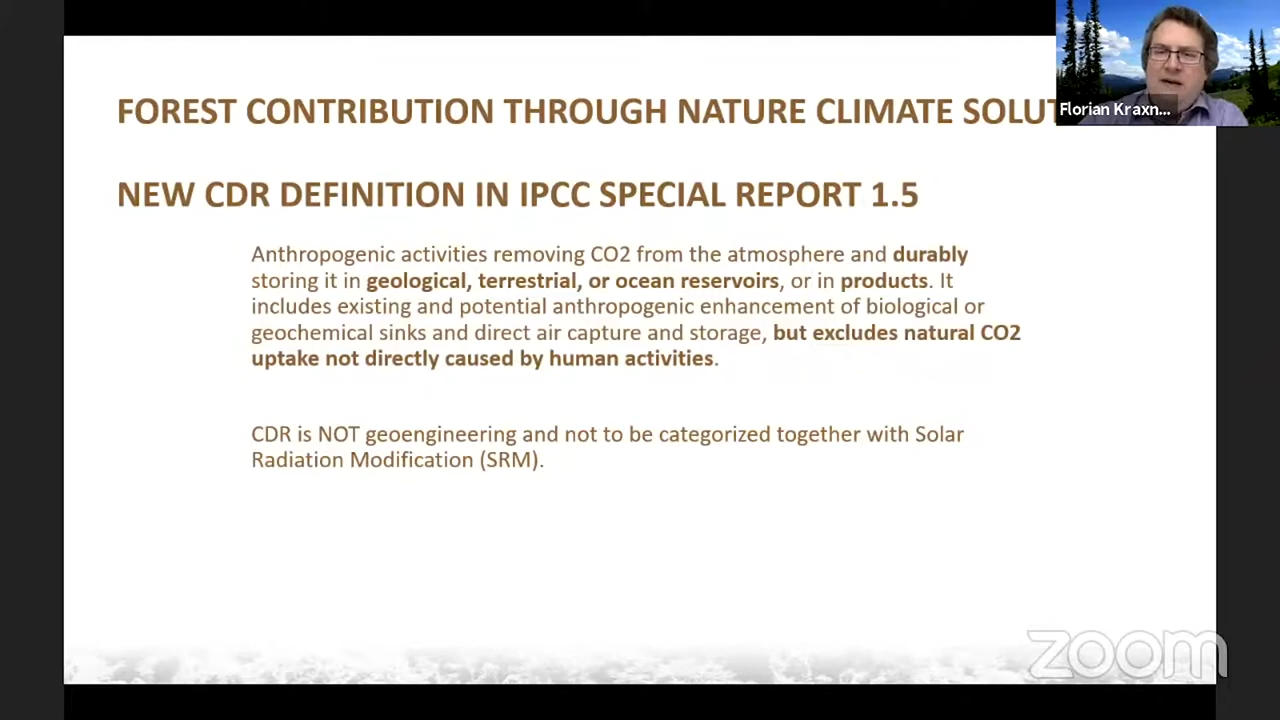 FOREST CONTRIBUTION THROUGH NATURE CLIMATE SOLUT
Florian Kraxn...
NEW CDR DEFINITION IN IPCC SPECIAL REPORT 1.5
Anthropogenic activities removing CO2 from the atmosphere and durably
storing it in geological, terrestrial, or ocean reservoirs, or in products. It
includes existing and potential anthropogenic enhancement of biological or
geochemical sinks and direct air capture and storage, but excludes natural CO2
uptake not directly caused by human activities.
CDR is NOT geoengineering and not to be categorized together with Solar
Radiation Modification (SRM).
zoom